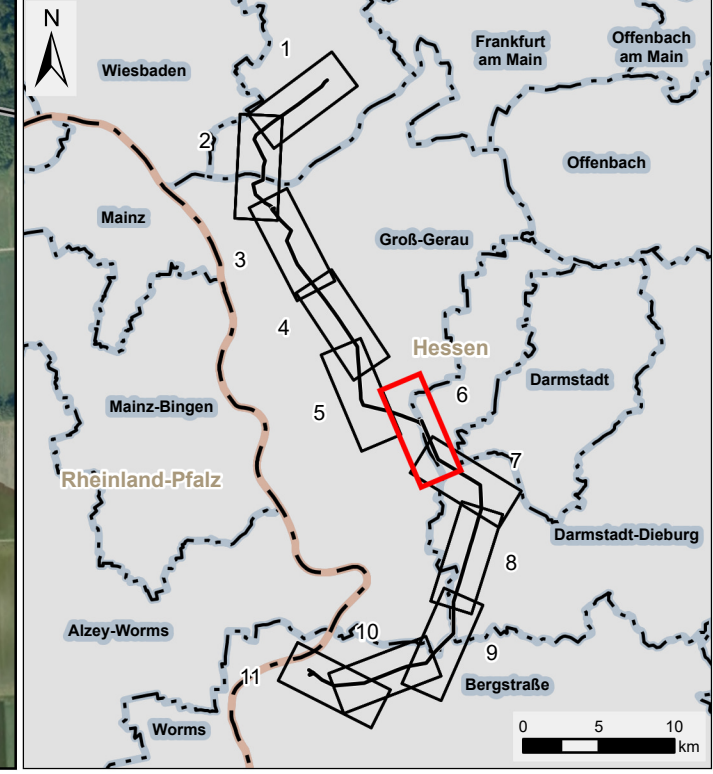 N
1
Wiesbaden
Frankfurt
am Main
Offenbach
am Main
2
Offenbach
Mainz
Groß-Gerau
3
4
Hessen
6
Darmstadt
Mainz-Bingen
5
7
Rheinland-Pfalz
Darmstadt-Dieburg
8
Alzey-Worms
10
9
11
Bergstraße
Worms
0 5 10
km